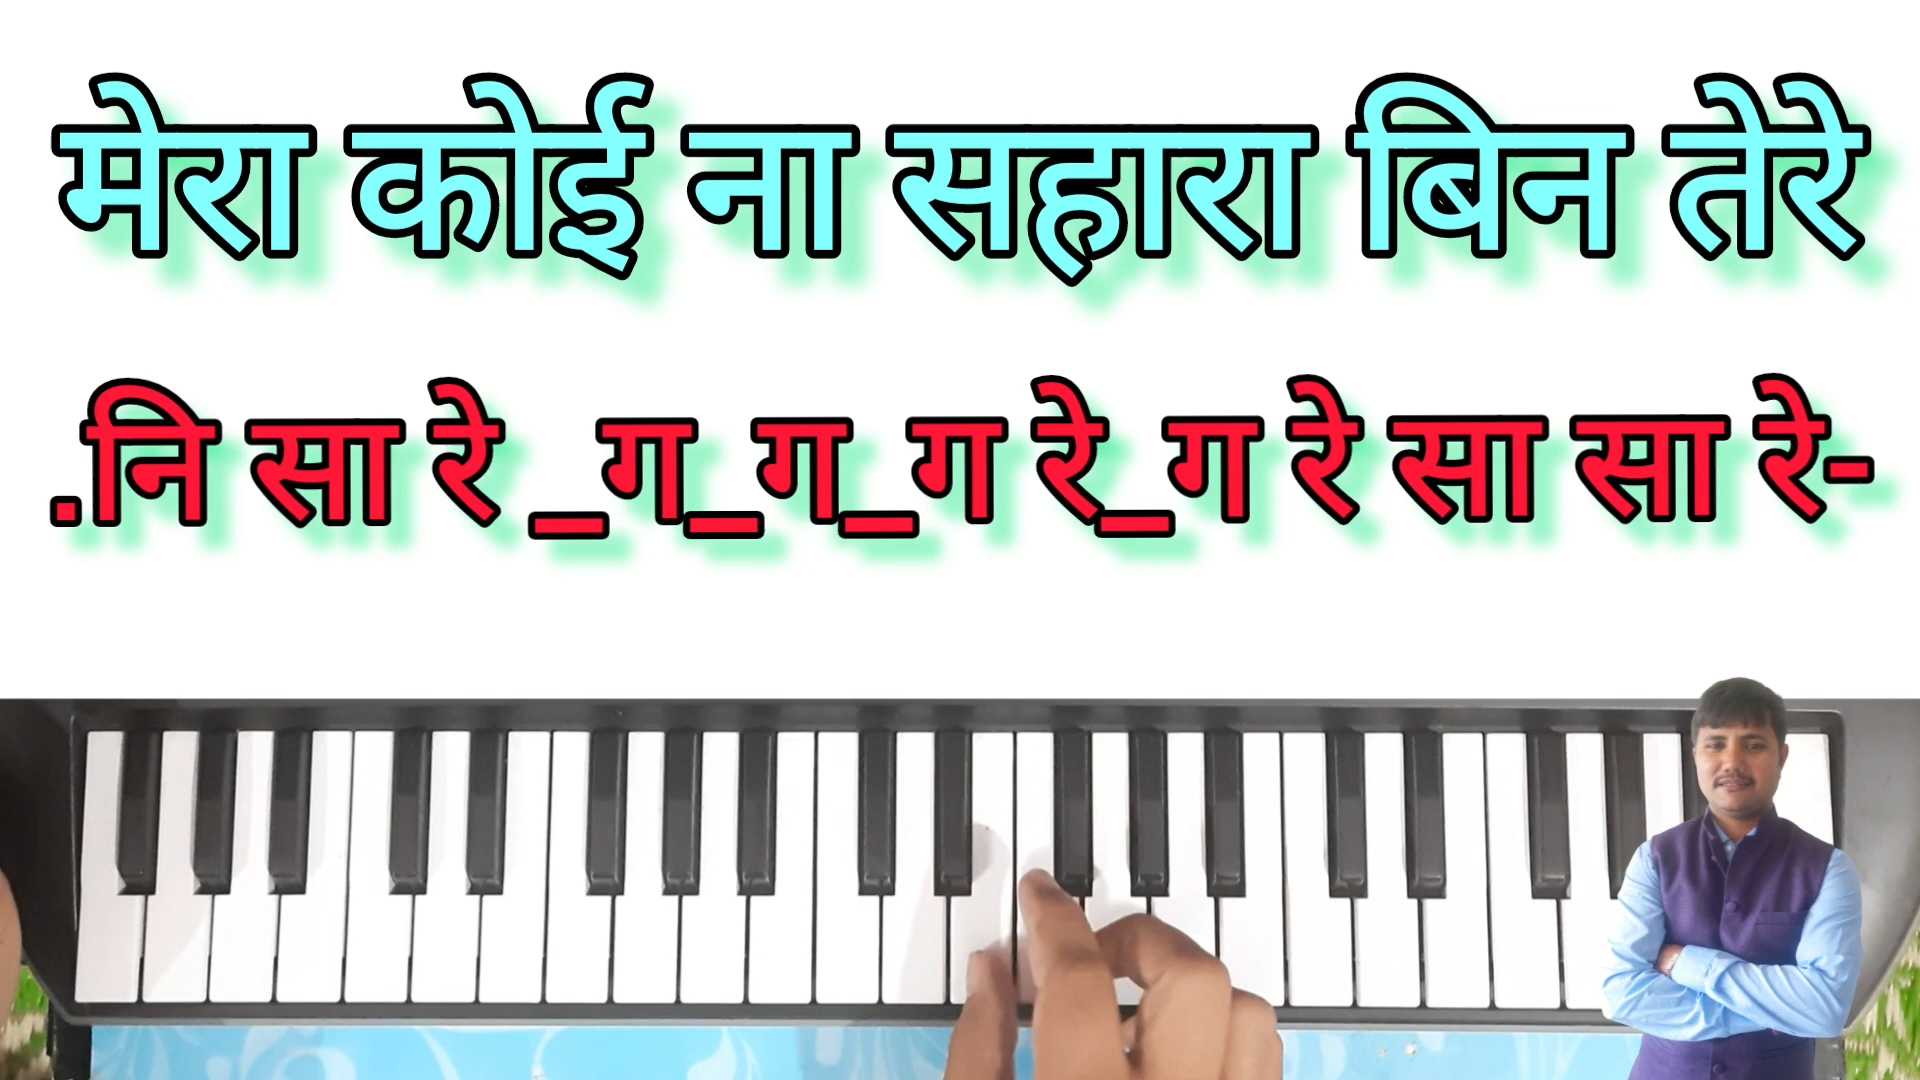 मेरा कोई ना सहारा बिन तेरे
.नि सा रे _ग_ग_ग रे_ग रे सा सा रे-